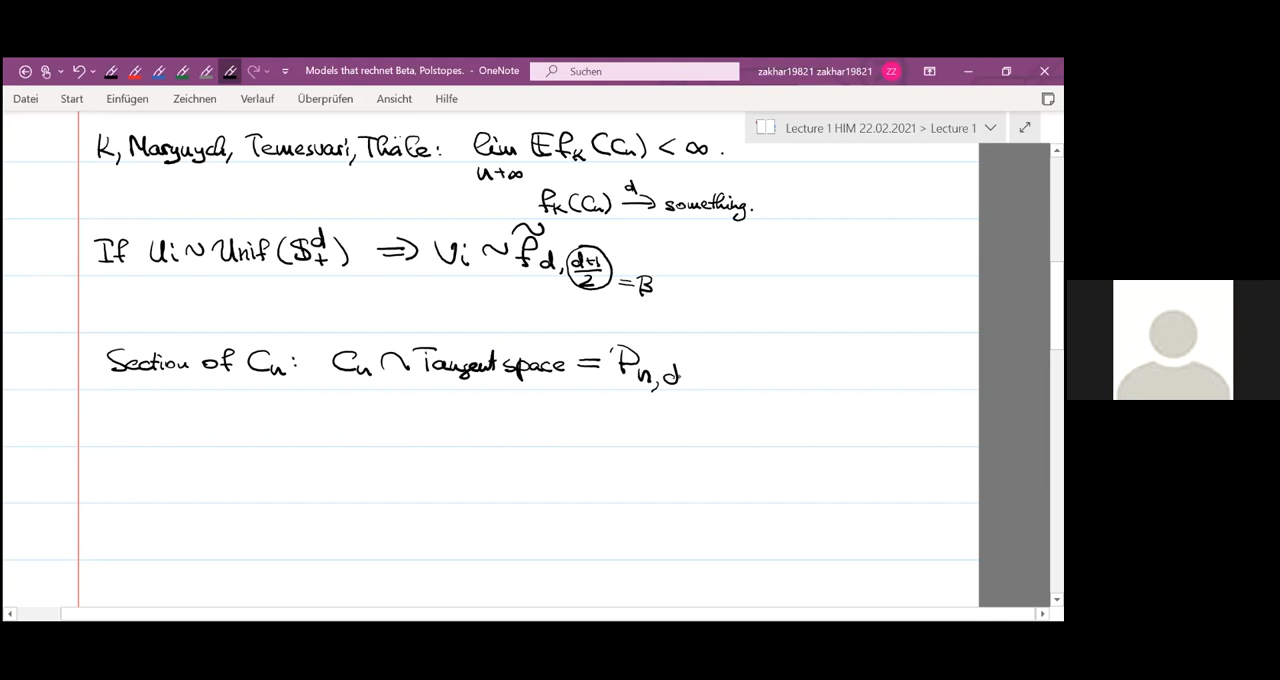 Models that rechnet Beta, Polstopes. - OneNote
Suchen
zakhar19821 zakhar19821 ZZ
Datei Start Einfügen Zeichnen Verlauf Überprüfen Ansicht Hilfe
Lecture 1 HIM 22.02.2021 > Lecture 1
K, Marynych, Temesvari, Thäle: lim_{n→∞} 𝔼 f_k(C_n) < ∞.
f_k(C_n) →^d something.
If U_i ~ Unif(𝕊^d_+) ⇒ V_i ~ f̃_{d, (d+1)/2} = β
Section of C_n: C_n ∩ Tangent space = P_{n,d}